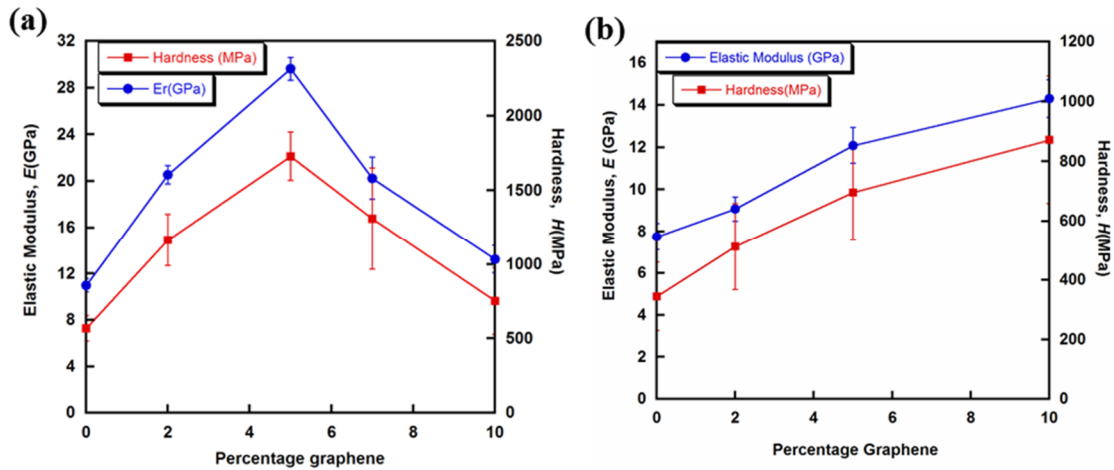 (a)
Hardness (MPa)
Er(GPa)
Elastic Modulus, E(GPa)
32
28
24
20
16
12
8
4
0
2500
2000
1500
1000
500
0
Hardness, H(MPa)
0 2 4 6 8 10
Percentage graphene
(b)
Elastic Modulus (GPa)
Hardness(MPa)
Elastic Modulus, E (GPa)
16
14
12
10
8
6
4
2
0
1200
1000
800
600
400
200
0
Hardness, H(MPa)
0 2 4 6 8 10
Percentage Graphene